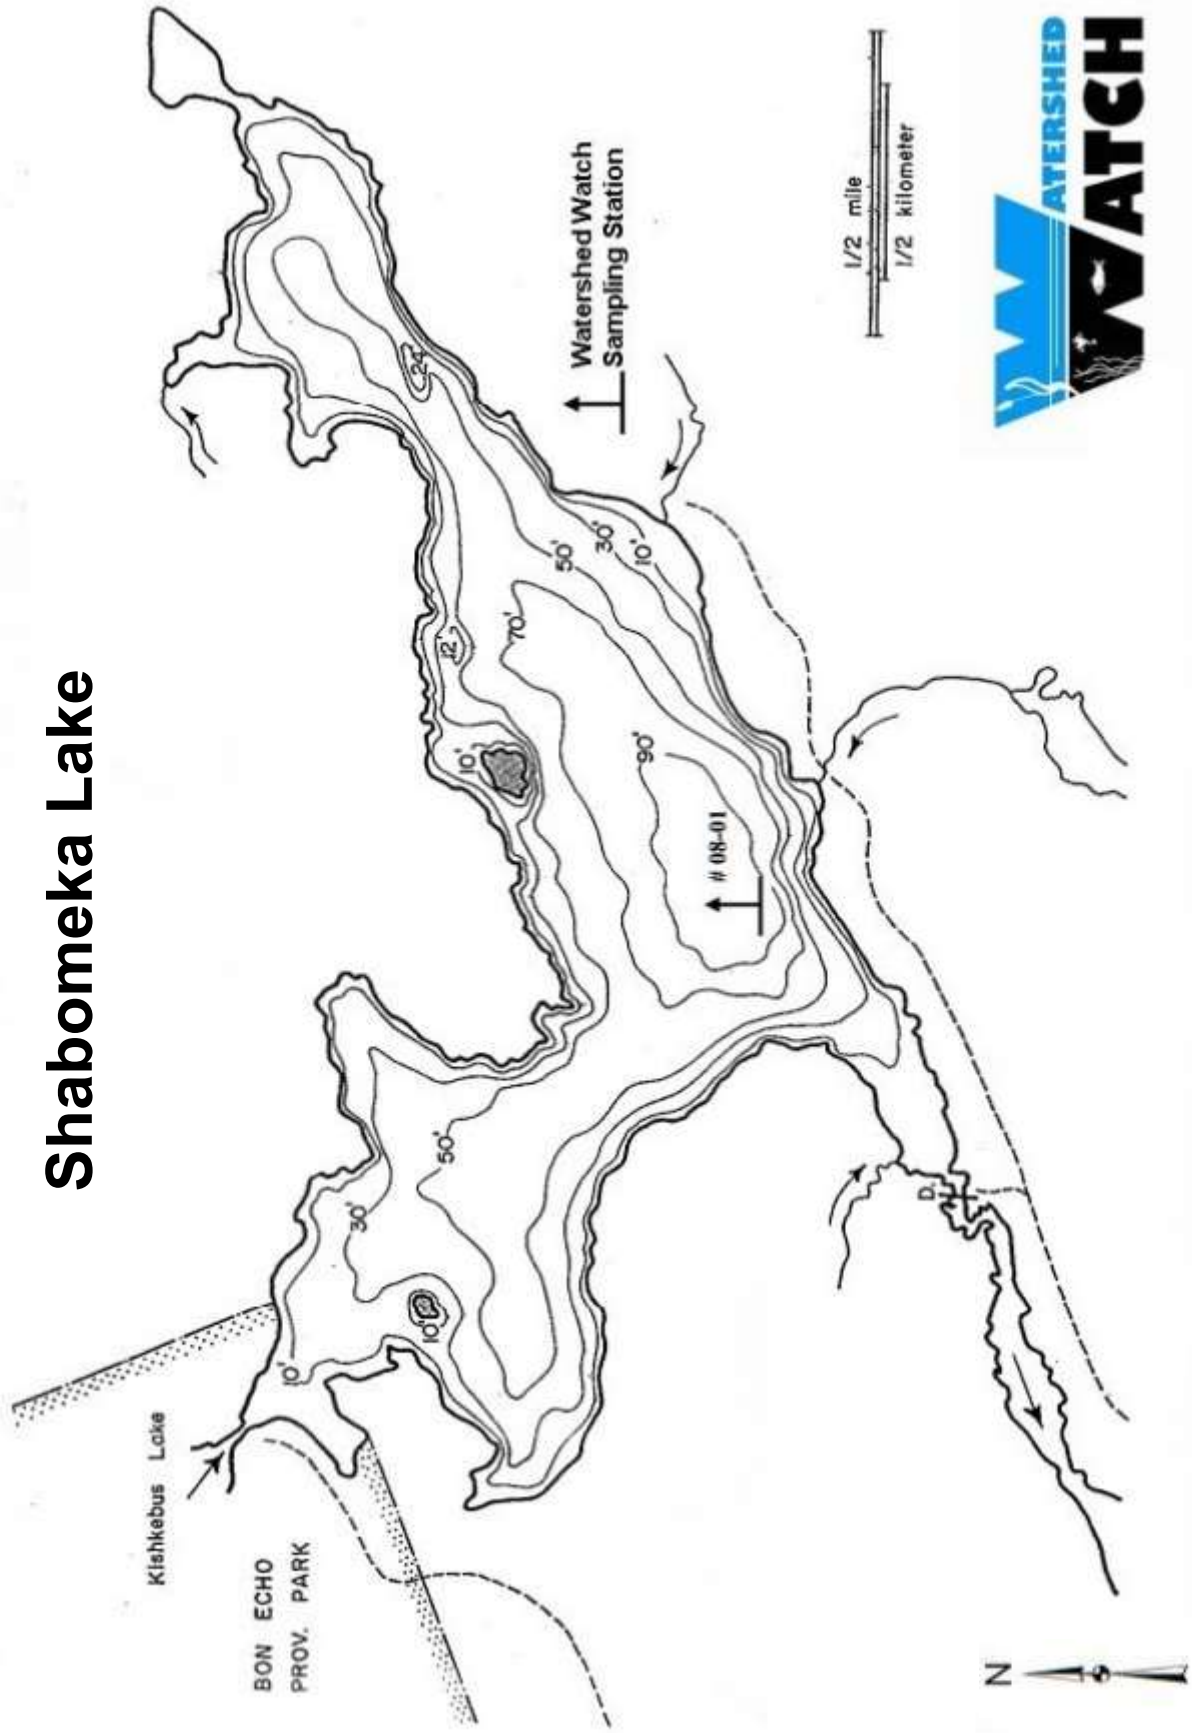 Shabomeka Lake
Kishkebus Lake
BON ECHO
PROV. PARK
10'
30'
50'
10'
10'
12'
24'
70'
50'
30'
10'
90'
# 08-01
D.
Watershed Watch
Sampling Station
1/2 mile
1/2 kilometer
N
WATERSHED
WATCH